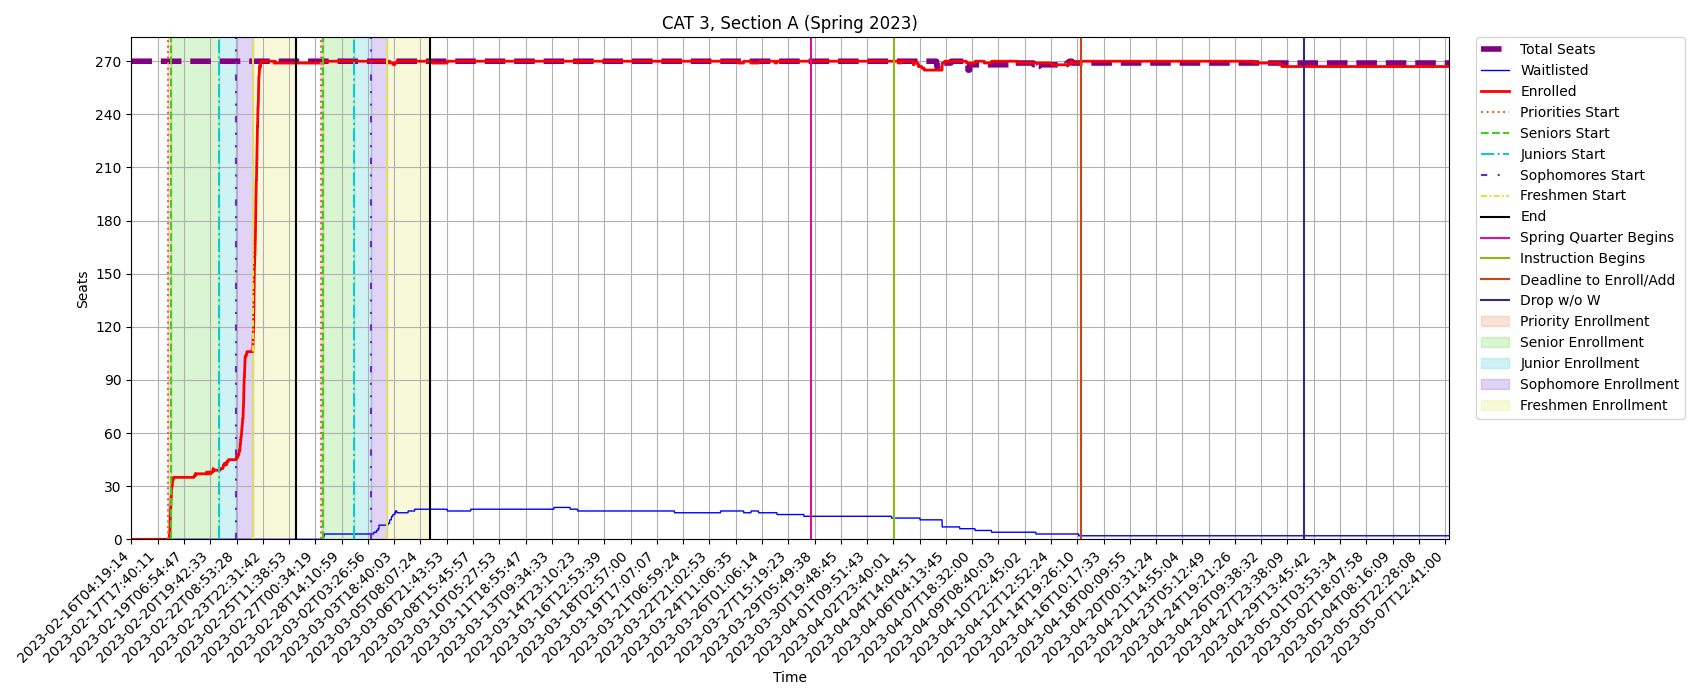 CAT 3, Section A (Spring 2023)
Seats
270
240
210
180
150
120
90
60
30
0
2023-02-16T04:19:14
2023-02-17T17:40:11
2023-02-19T06:54:47
2023-02-20T19:42:33
2023-02-22T08:53:28
2023-02-23T22:31:42
2023-02-25T11:38:53
2023-02-27T00:34:19
2023-02-28T14:10:59
2023-03-02T03:26:56
2023-03-03T18:40:03
2023-03-05T08:07:24
2023-03-06T21:43:53
2023-03-08T15:45:57
2023-03-10T05:27:53
2023-03-11T18:55:47
2023-03-13T09:34:33
2023-03-14T23:10:23
2023-03-16T12:53:39
2023-03-18T02:57:00
2023-03-19T17:07:07
2023-03-21T06:59:24
2023-03-22T21:02:53
2023-03-24T11:06:35
2023-03-26T01:06:14
2023-03-27T15:19:23
2023-03-29T05:49:38
2023-03-30T19:48:45
2023-04-01T09:51:43
2023-04-02T23:40:01
2023-04-04T14:04:51
2023-04-06T04:13:45
2023-04-07T18:32:00
2023-04-09T08:40:03
2023-04-10T22:45:02
2023-04-12T12:52:24
2023-04-14T19:26:10
2023-04-16T10:17:33
2023-04-18T00:09:55
2023-04-20T00:31:24
2023-04-21T14:55:04
2023-04-23T05:12:49
2023-04-24T19:21:26
2023-04-26T09:38:32
2023-04-27T23:38:09
2023-04-29T13:45:42
2023-05-01T03:53:34
2023-05-02T18:07:58
2023-05-04T08:16:09
2023-05-05T22:28:08
2023-05-07T12:41:00
Time
Total Seats
Waitlisted
Enrolled
Priorities Start
Seniors Start
Juniors Start
Sophomores Start
Freshmen Start
End
Spring Quarter Begins
Instruction Begins
Deadline to Enroll/Add
Drop w/o W
Priority Enrollment
Senior Enrollment
Junior Enrollment
Sophomore Enrollment
Freshmen Enrollment